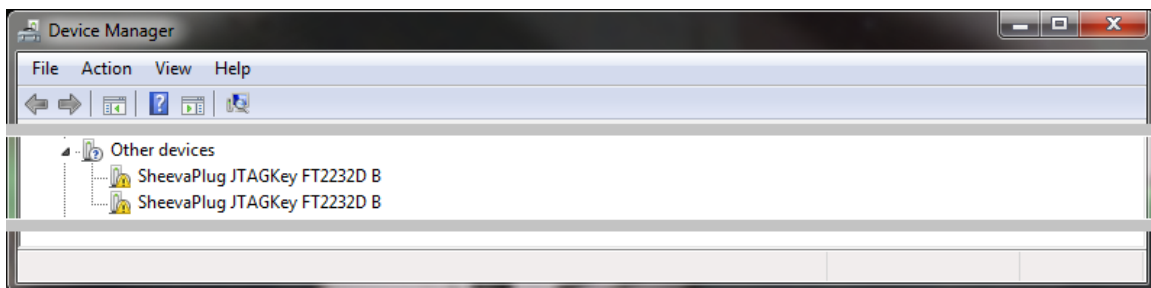 Device Manager
File Action View Help
Other devices
SheevaPlug JTAGKey FT2232D B
SheevaPlug JTAGKey FT2232D B